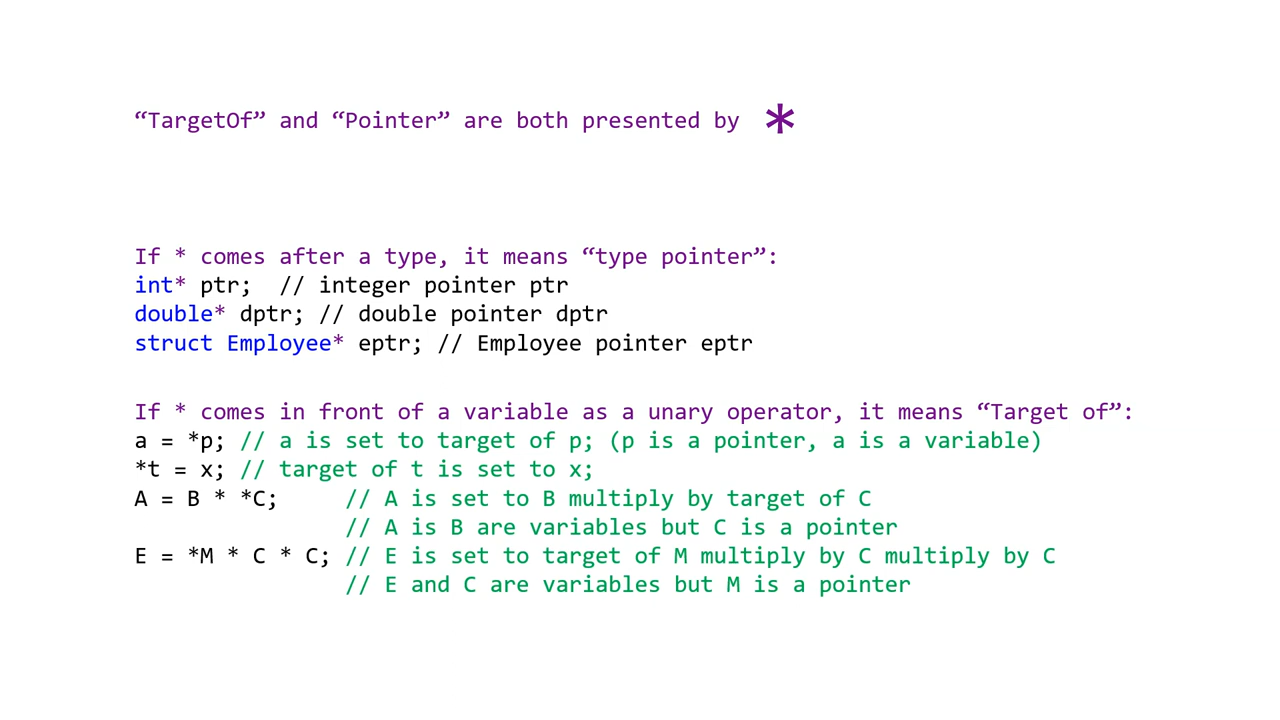 “TargetOf” and “Pointer” are both presented by *
If * comes after a type, it means “type pointer”:
int* ptr;  // integer pointer ptr
double* dptr; // double pointer dptr
struct Employee* eptr; // Employee pointer eptr
If * comes in front of a variable as a unary operator, it means “Target of”:
a = *p; // a is set to target of p; (p is a pointer, a is a variable)
*t = x; // target of t is set to x;
A = B * *C;     // A is set to B multiply by target of C
// A is B are variables but C is a pointer
E = *M * C * C; // E is set to target of M multiply by C multiply by C
// E and C are variables but M is a pointer